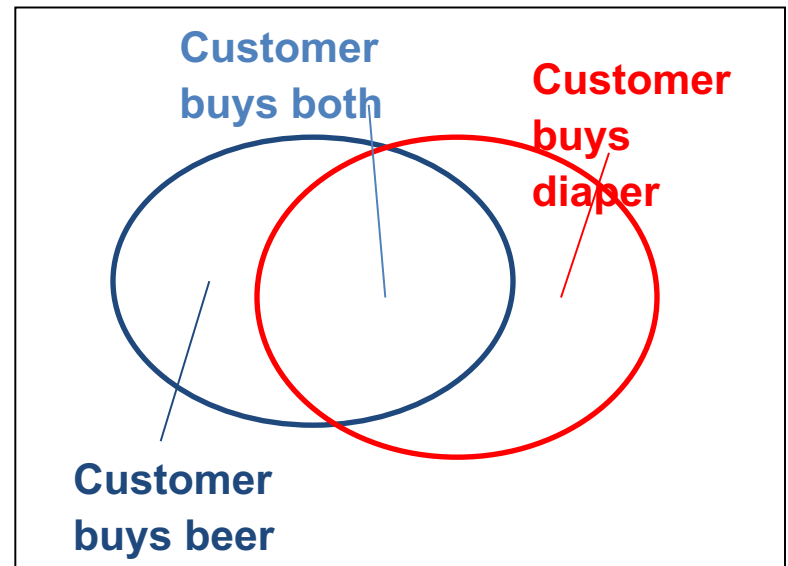 Customer
buys both
Customer
buys
diaper
Customer
buys beer